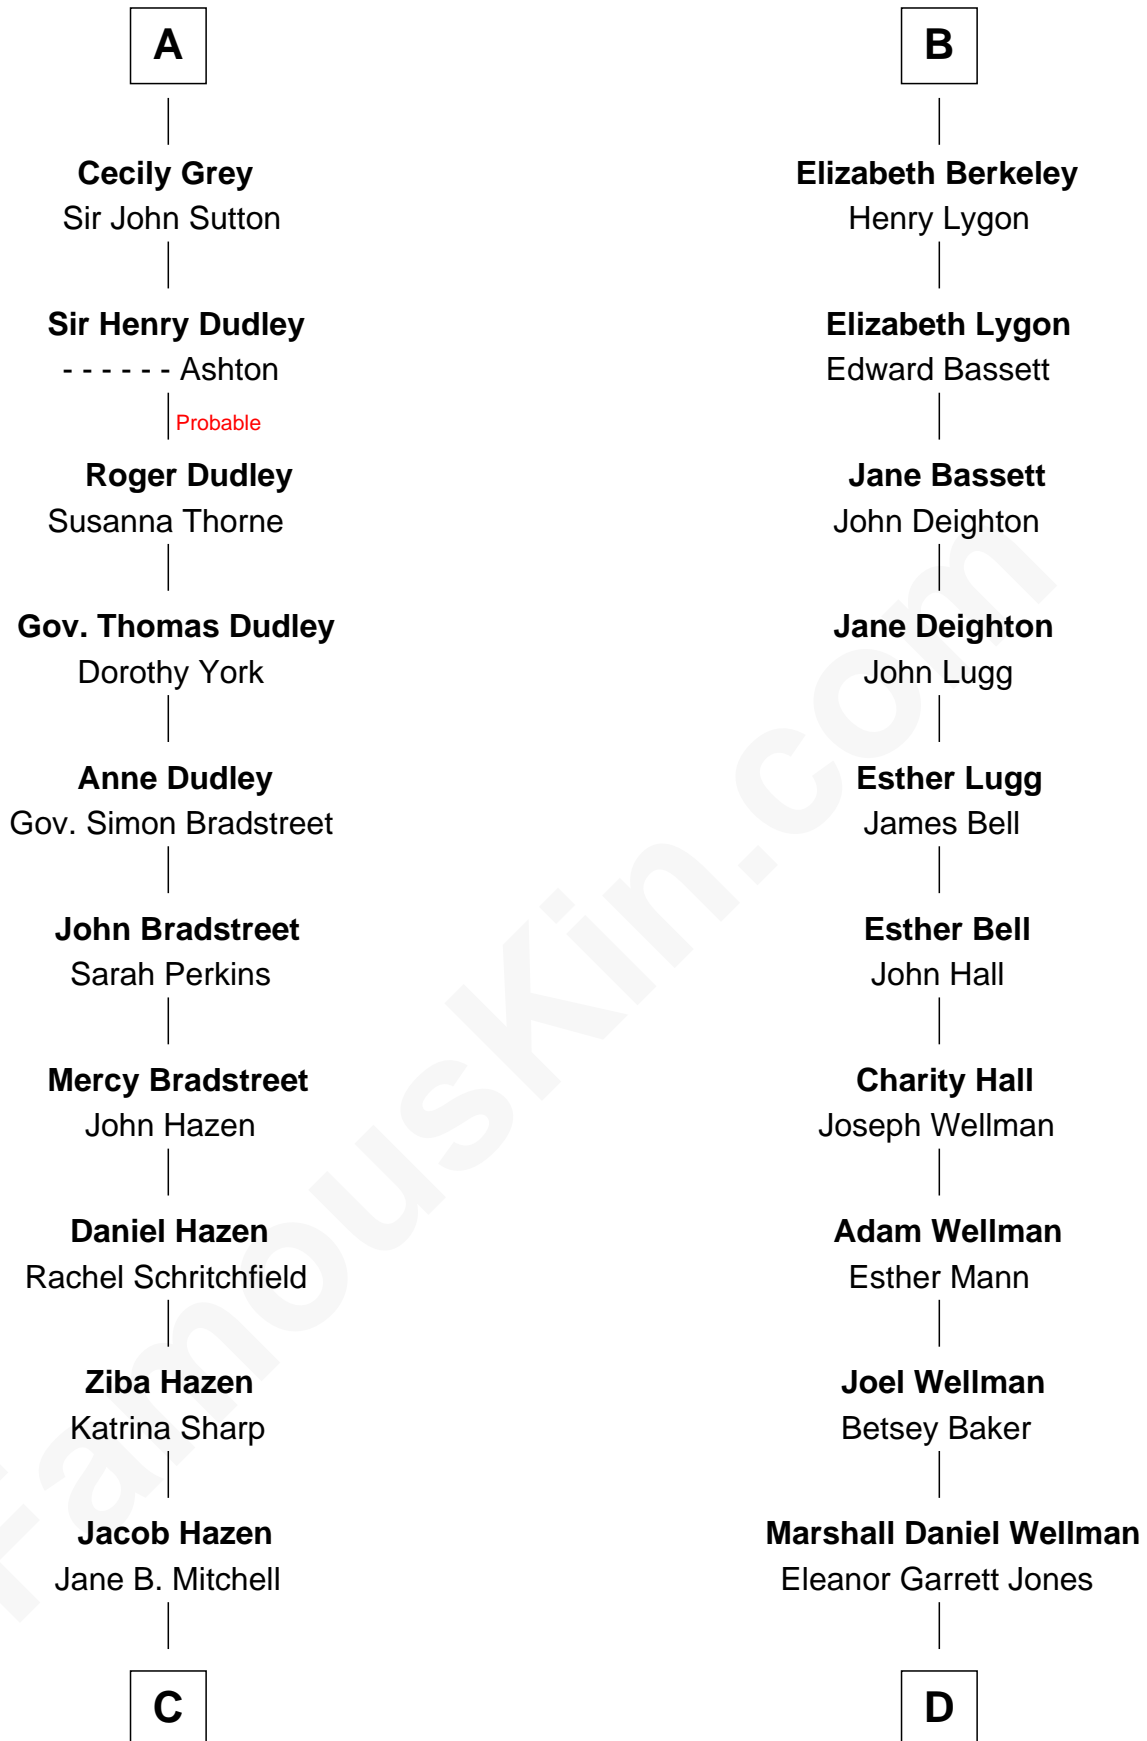 A
Cecily Grey
Sir John Sutton
Sir Henry Dudley
- - - - - - Ashton
Probable
Roger Dudley
Susanna Thorne
Gov. Thomas Dudley
Dorothy York
Anne Dudley
Gov. Simon Bradstreet
John Bradstreet
Sarah Perkins
Mercy Bradstreet
John Hazen
Daniel Hazen
Rachel Schritchfield
Ziba Hazen
Katrina Sharp
Jacob Hazen
Jane B. Mitchell
C
B
Elizabeth Berkeley
Henry Lygon
Elizabeth Lygon
Edward Bassett
Jane Bassett
John Deighton
Jane Deighton
John Lugg
Esther Lugg
James Bell
Esther Bell
John Hall
Charity Hall
Joseph Wellman
Adam Wellman
Esther Mann
Joel Wellman
Betsey Baker
Marshall Daniel Wellman
Eleanor Garrett Jones
D
FamousKin.com